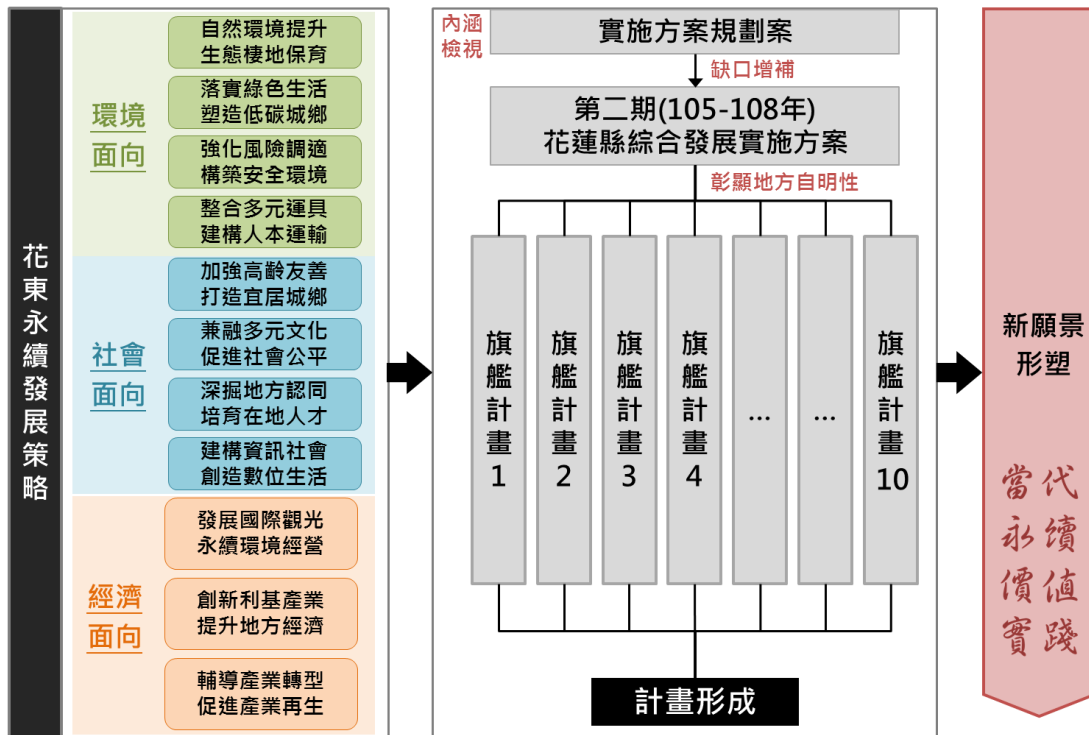 花東永續發展策略
環境
面向
自然環境提升
生態棲地保育
落實綠色生活
塑造低碳城鄉
強化風險調適
構築安全環境
整合多元運具
建構人本運輸
社會
面向
加強高齡友善
打造宜居城鄉
兼融多元文化
促進社會公平
深掘地方認同
培育在地人才
建構資訊社會
創造數位生活
經濟
面向
發展國際觀光
永續環境經營
創新利基產業
提升地方經濟
輔導產業轉型
促進產業再生
內涵
檢視
實施方案規劃案
缺口增補
第二期(105-108年)
花蓮縣綜合發展實施方案
彰顯地方自明性
旗艦計畫1
旗艦計畫2
旗艦計畫3
旗艦計畫4
...
...
旗艦計畫10
計畫形成
新願景
形塑
當代
永續
價值
實踐